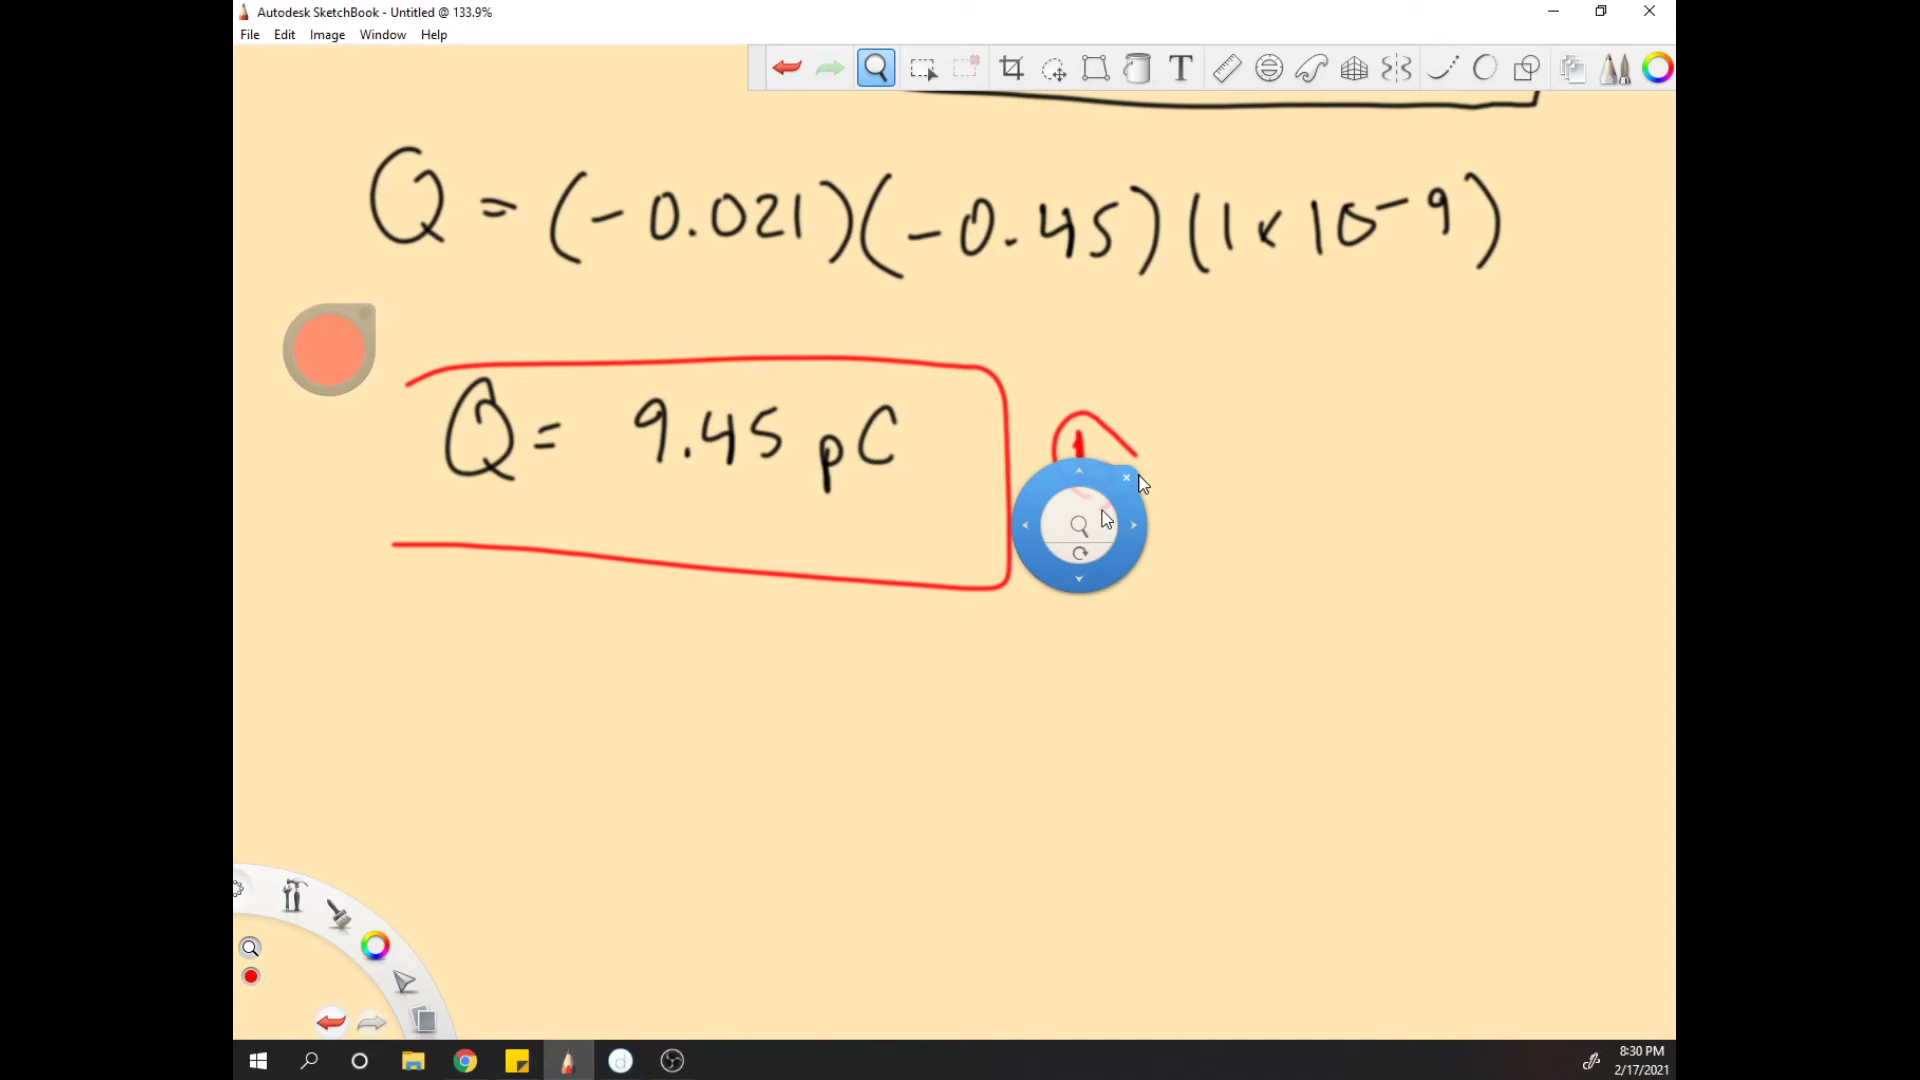 Autodesk SketchBook - Untitled @ 133.9%
File Edit Image Window Help
T
Q = (-0.021)(-0.45)(1x10⁻⁹)
Q = 9.45 pC
1
8:30 PM
2/17/2021